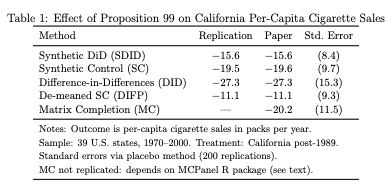 Table 1: Effect of Proposition 99 on California Per-Capita Cigarette Sales
Method Replication Paper Std. Error
Synthetic DiD (SDID) −15.6 −15.6 (8.4)
Synthetic Control (SC) −19.5 −19.6 (9.7)
Difference-in-Differences (DID) −27.3 −27.3 (15.3)
De-meaned SC (DIFP) −11.1 −11.1 (9.3)
Matrix Completion (MC) — −20.2 (11.5)
Notes: Outcome is per-capita cigarette sales in packs per year.
Sample: 39 U.S. states, 1970–2000. Treatment: California post-1989.
Standard errors via placebo method (200 replications).
MC not replicated: depends on MCPanel R package (see text).